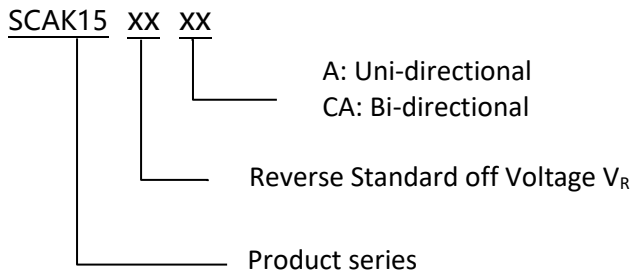 SCAK15 xx xx
A: Uni-directional
CA: Bi-directional
Reverse Standard off Voltage VR
Product series